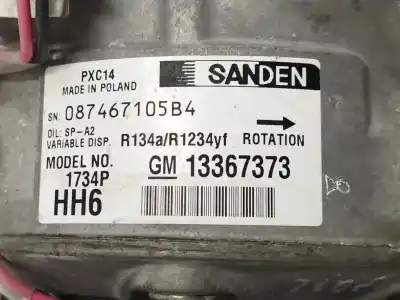 PXC14
MADE IN POLAND
SANDEN
SN: 087467105B4
OIL: SP-A2
VARIABLE DISP. R134a/R1234yf ROTATION
MODEL NO.
1734P
GM 13367373
HH6